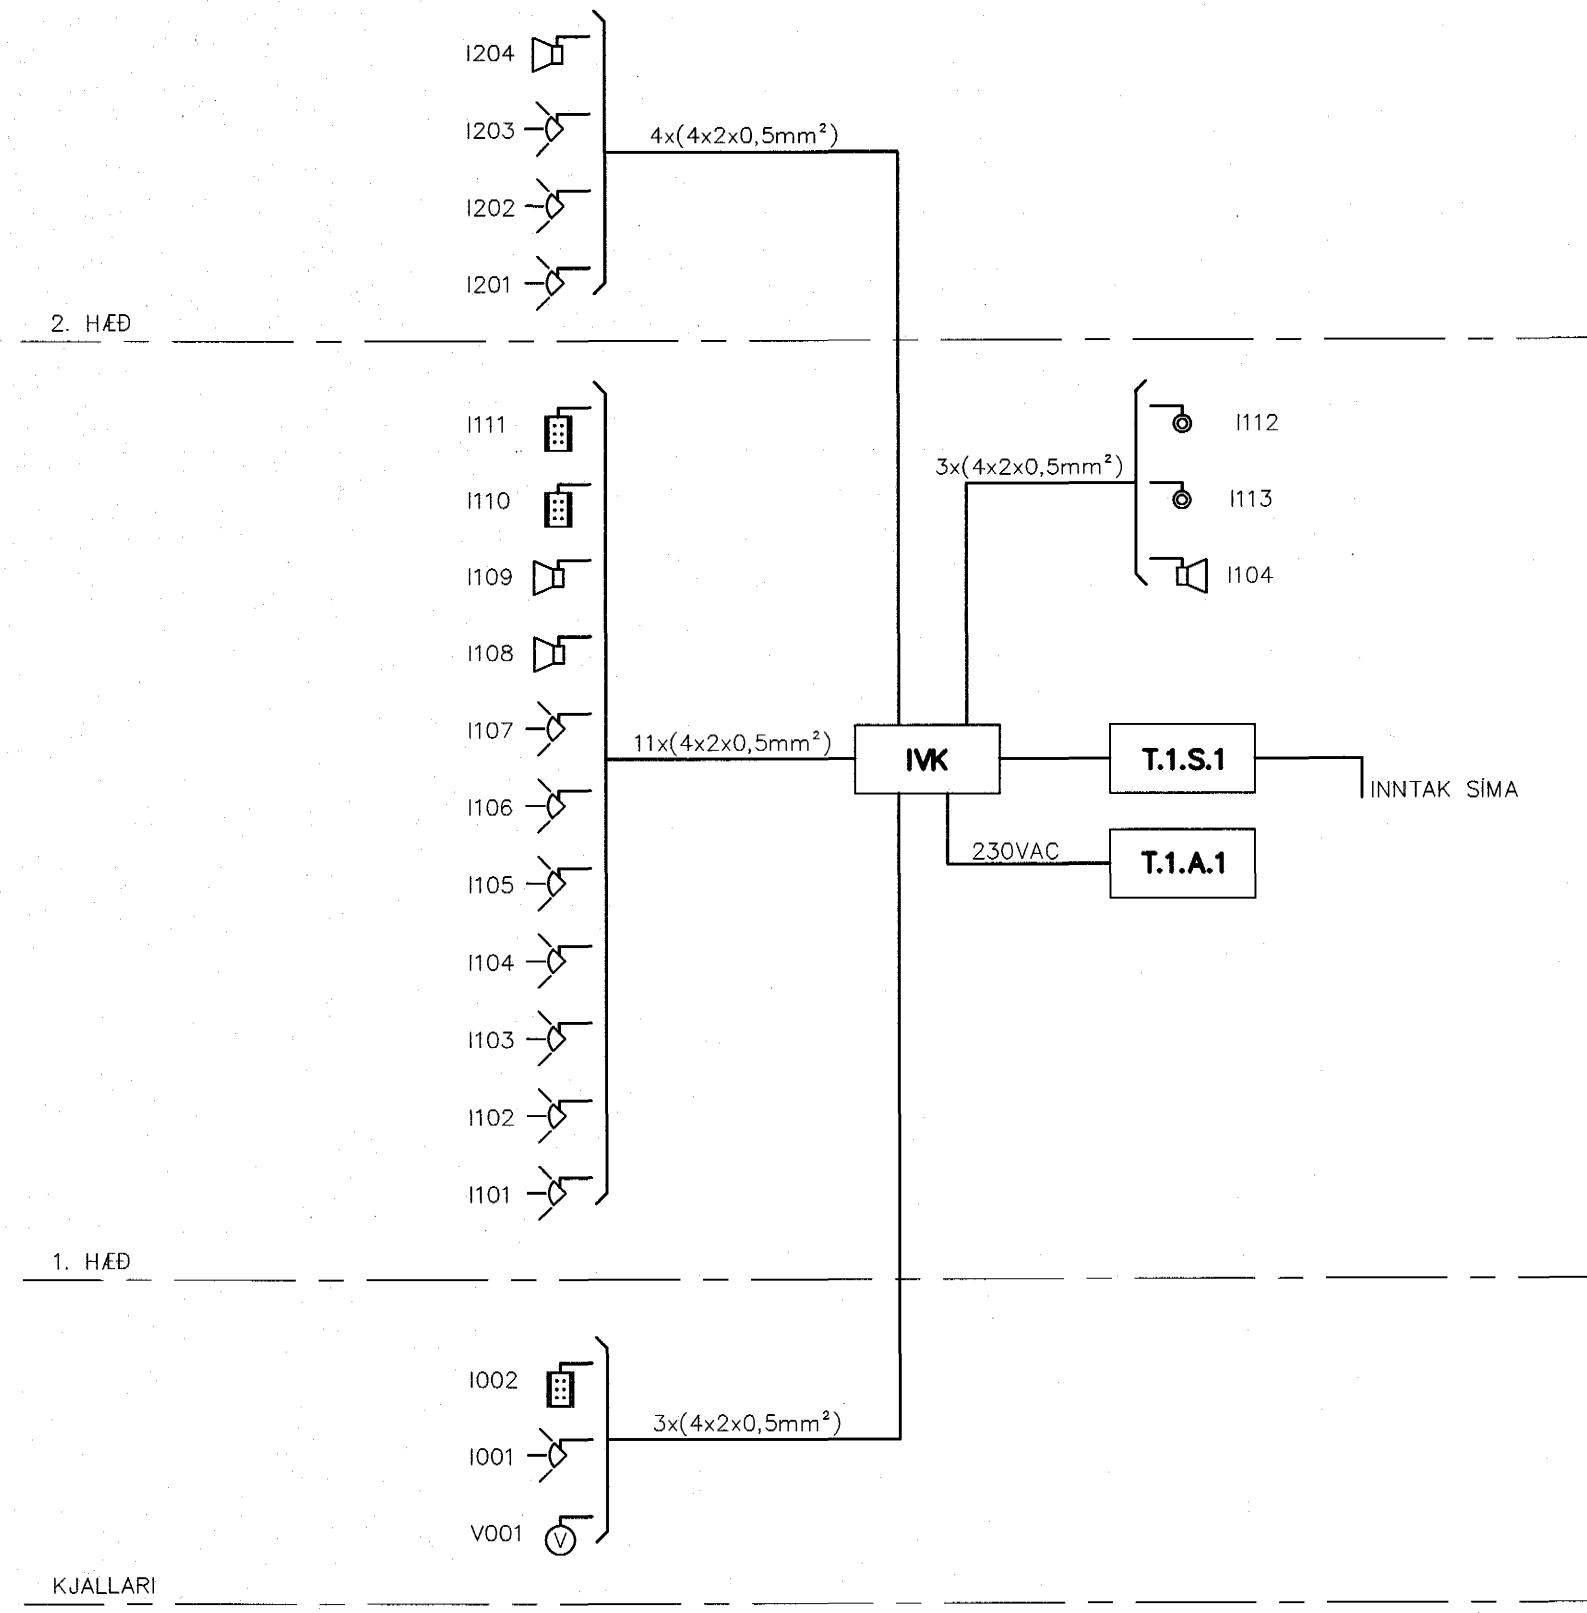 I204
I203
4x(4x2x0,5mm²)
I202
I201
2. HÆÐ
I111
I110
I109
I108
I107
11x(4x2x0,5mm²)
I106
I105
I104
I103
I102
I101
3x(4x2x0,5mm²)
I112
I113
I104
IVK
T.1.S.1
INNTAK SÍMA
230VAC
T.1.A.1
1. HÆÐ
I002
3x(4x2x0,5mm²)
I001
V001
V
KJALLARI